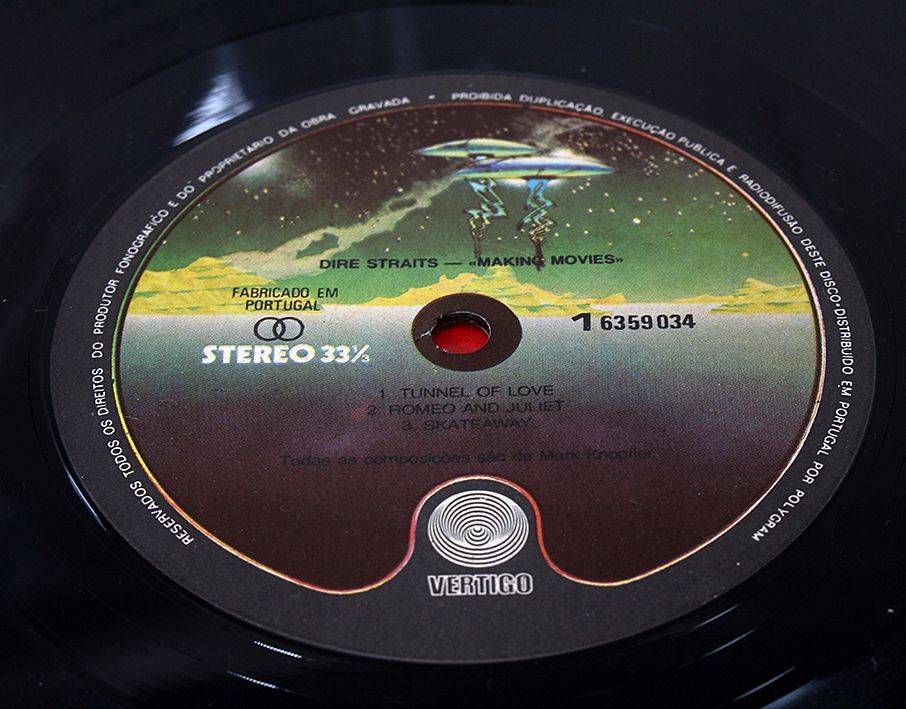 RESERVADOS TODOS OS DIREITOS DO PRODUTOR FONOGRAFICO E DO PROPRIETARIO DA OBRA GRAVADA • PROIBIDA DUPLICAÇÃO, EXECUÇÃO PUBLICA E RADIODIFUSÃO DESTE DISCO • DISTRIBUIDO EM PORTUGAL POR POLYGRAM
DIRE STRAITS — «MAKING MOVIES»
FABRICADO EM
PORTUGAL
STEREO 33⅓
1 6359 034
1. TUNNEL OF LOVE
2. ROMEO AND JULIET
3. SKATEAWAY
Todas as composições são de Mark Knopfler.
VERTIGO